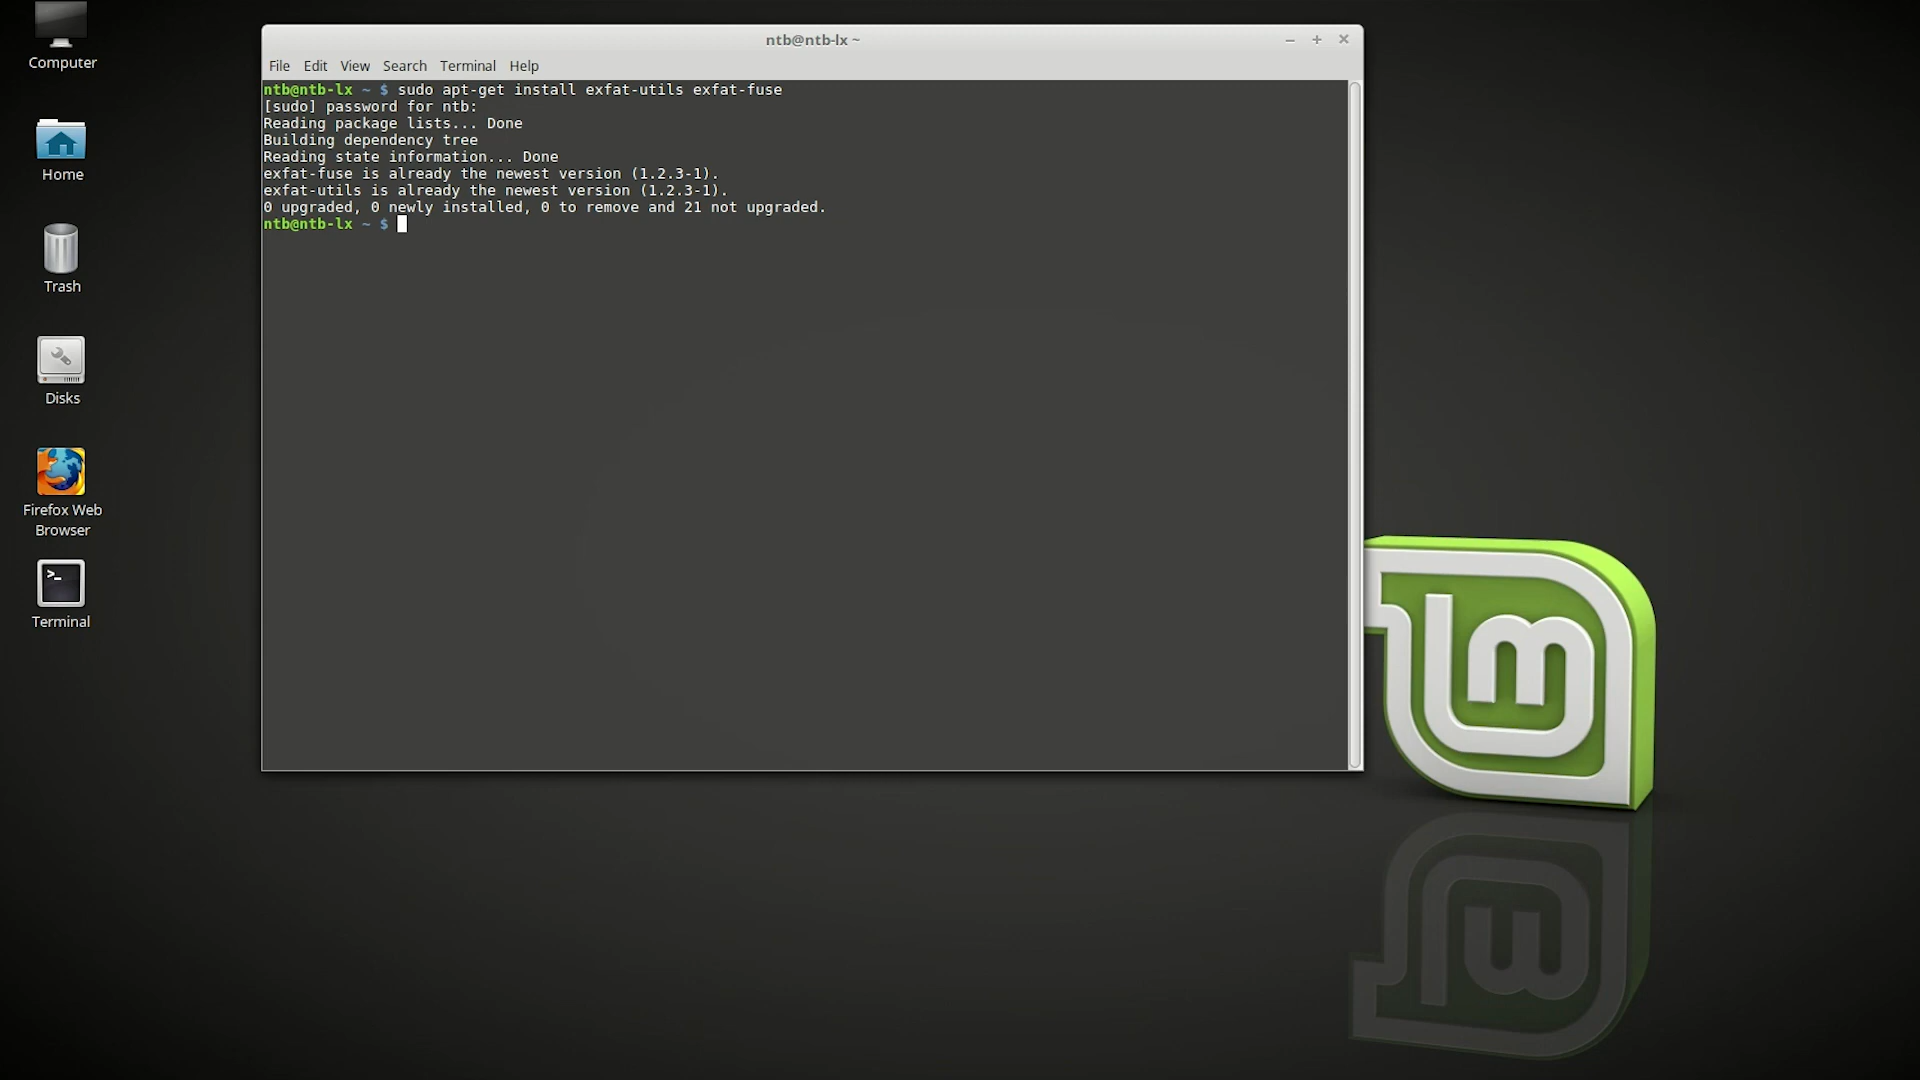 Computer
Home
Trash
Disks
Firefox Web
Browser
Terminal
ntb@ntb-lx ~
File Edit View Search Terminal Help
ntb@ntb-lx ~ $ sudo apt-get install exfat-utils exfat-fuse
[sudo] password for ntb:
Reading package lists... Done
Building dependency tree
Reading state information... Done
exfat-fuse is already the newest version (1.2.3-1).
exfat-utils is already the newest version (1.2.3-1).
0 upgraded, 0 newly installed, 0 to remove and 21 not upgraded.
ntb@ntb-lx ~ $